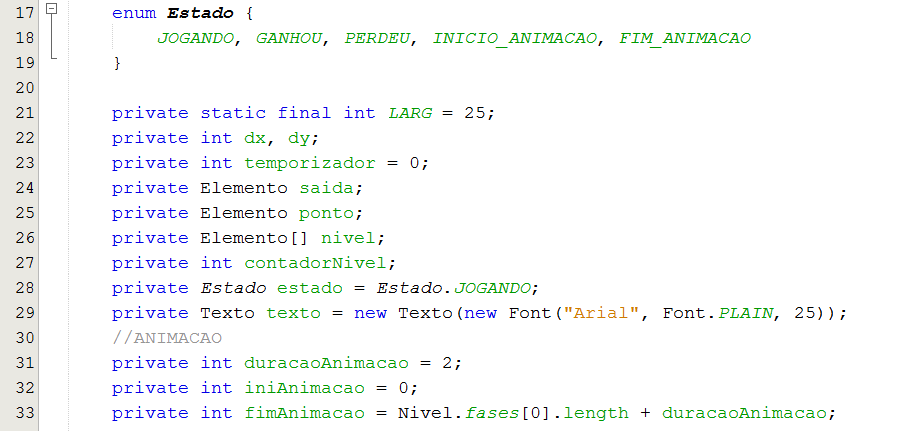 17 enum Estado {
18 JOGANDO, GANHOU, PERDEU, INICIO_ANIMACAO, FIM_ANIMACAO
19 }
20
21 private static final int LARG = 25;
22 private int dx, dy;
23 private int temporizador = 0;
24 private Elemento saida;
25 private Elemento ponto;
26 private Elemento[] nivel;
27 private int contadorNivel;
28 private Estado estado = Estado.JOGANDO;
29 private Texto texto = new Texto(new Font("Arial", Font.PLAIN, 25));
30 //ANIMACAO
31 private int duracaoAnimacao = 2;
32 private int iniAnimacao = 0;
33 private int fimAnimacao = Nivel.fases[0].length + duracaoAnimacao;